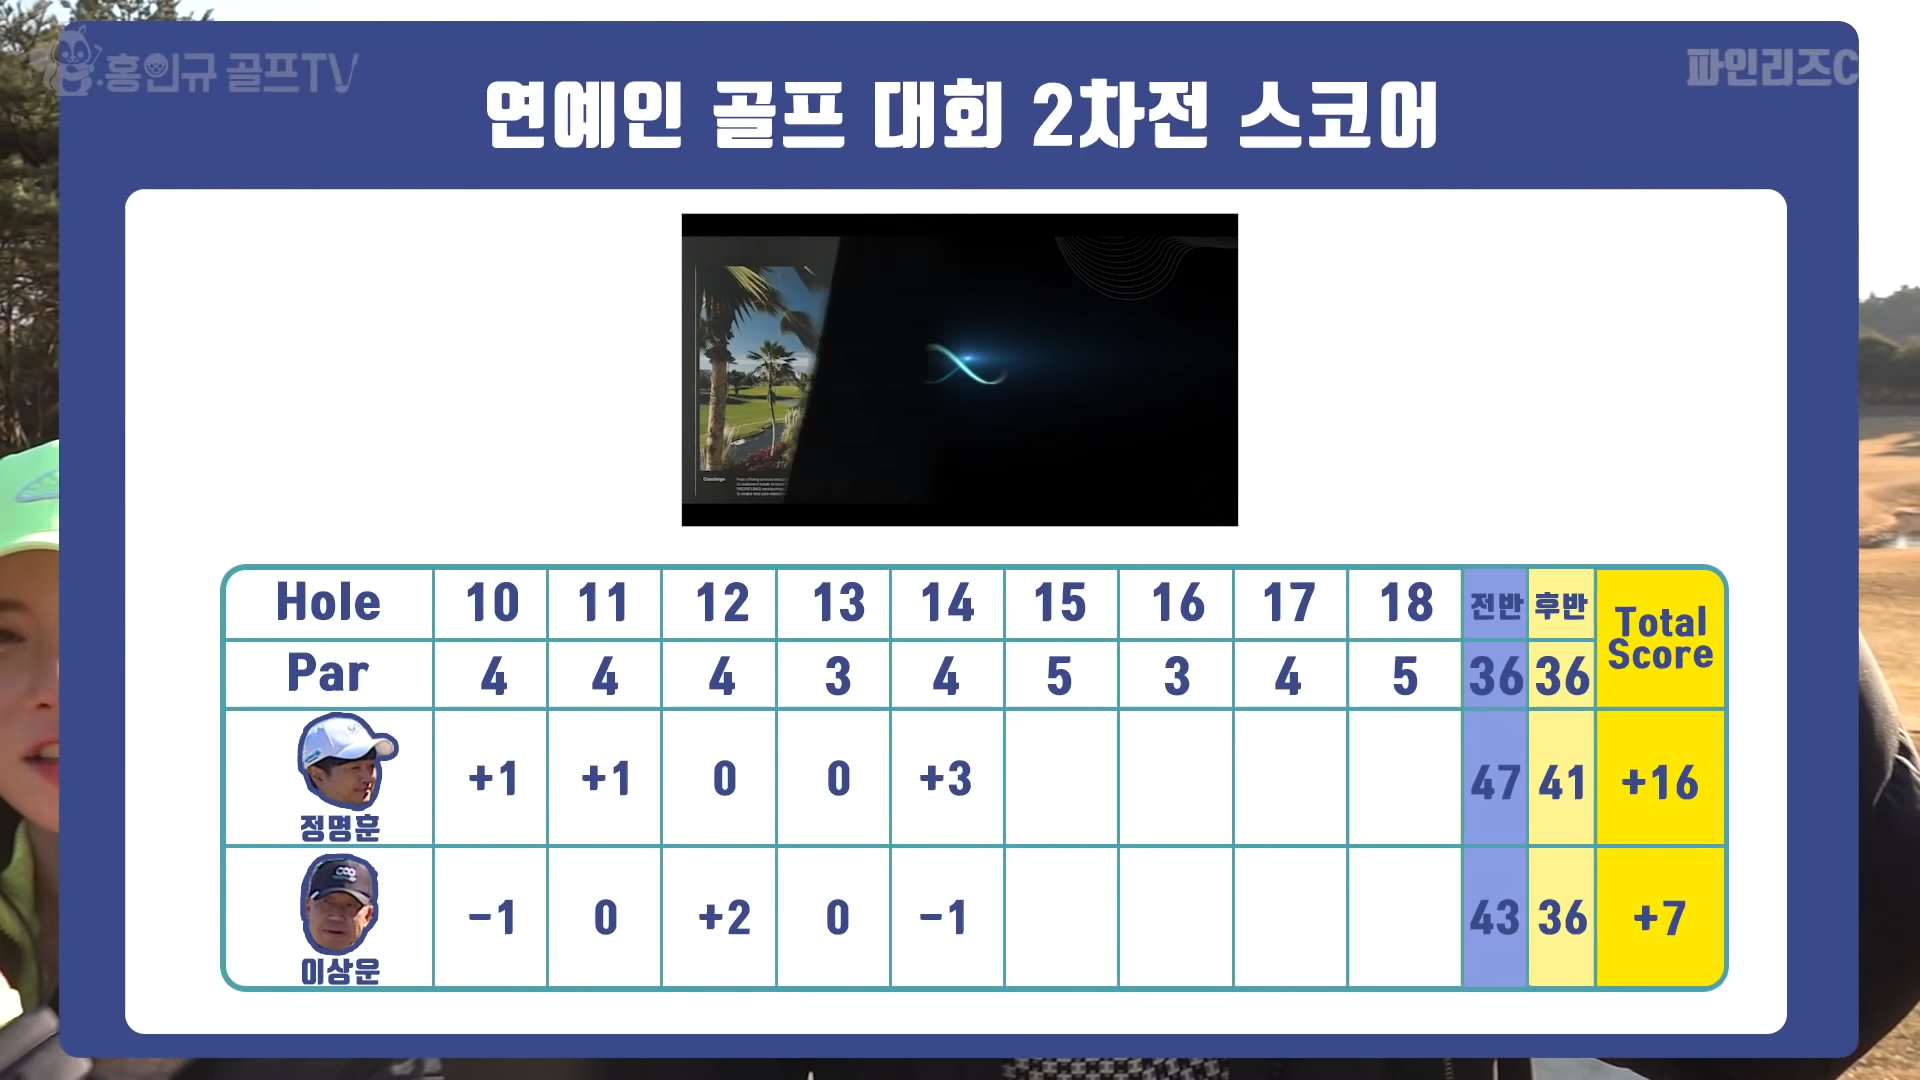 홍인규 골프TV
파인리즈C
연예인 골프 대회 2차전 스코어
Concierge
Hole 10 11 12 13 14 15 16 17 18 전반 후반 Total Score
Par 4 4 4 3 4 5 3 4 5 36 36
정명훈 +1 +1 0 0 +3 47 41 +16
이상운 -1 0 +2 0 -1 43 36 +7